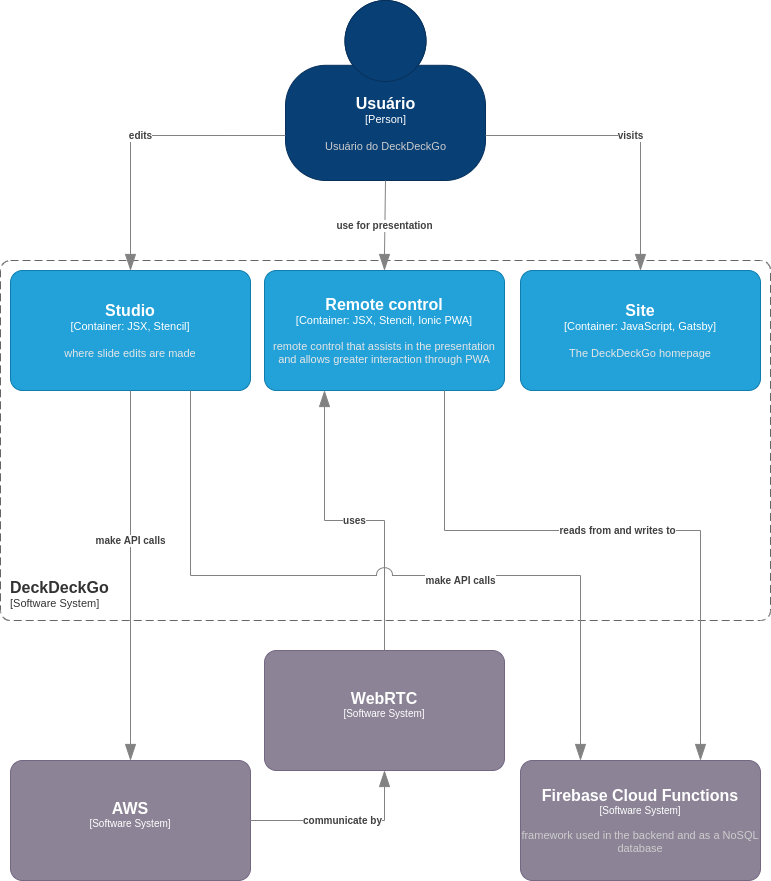 Usuário
[Person]
Usuário do DeckDeckGo
edits
visits
use for presentation
Studio
[Container: JSX, Stencil]
where slide edits are made
Remote control
[Container: JSX, Stencil, Ionic PWA]
remote control that assists in the presentation
and allows greater interaction through PWA
Site
[Container: JavaScript, Gatsby]
The DeckDeckGo homepage
uses
reads from and writes to
make API calls
make API calls
DeckDeckGo
[Software System]
WebRTC
[Software System]
AWS
[Software System]
communicate by
Firebase Cloud Functions
[Software System]
framework used in the backend and as a NoSQL
database